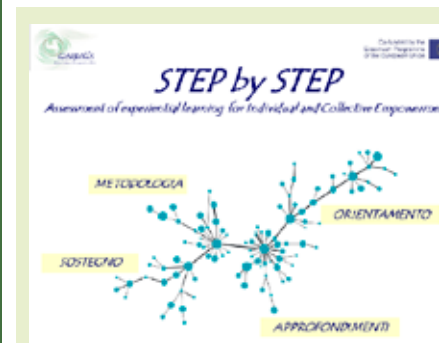 STEP by STEP
Assessment of experiential learning for Individual and Collective Empowerment
METODOLOGIA
ORIENTAMENTO
SOSTEGNO
APPROFONDIMENTI